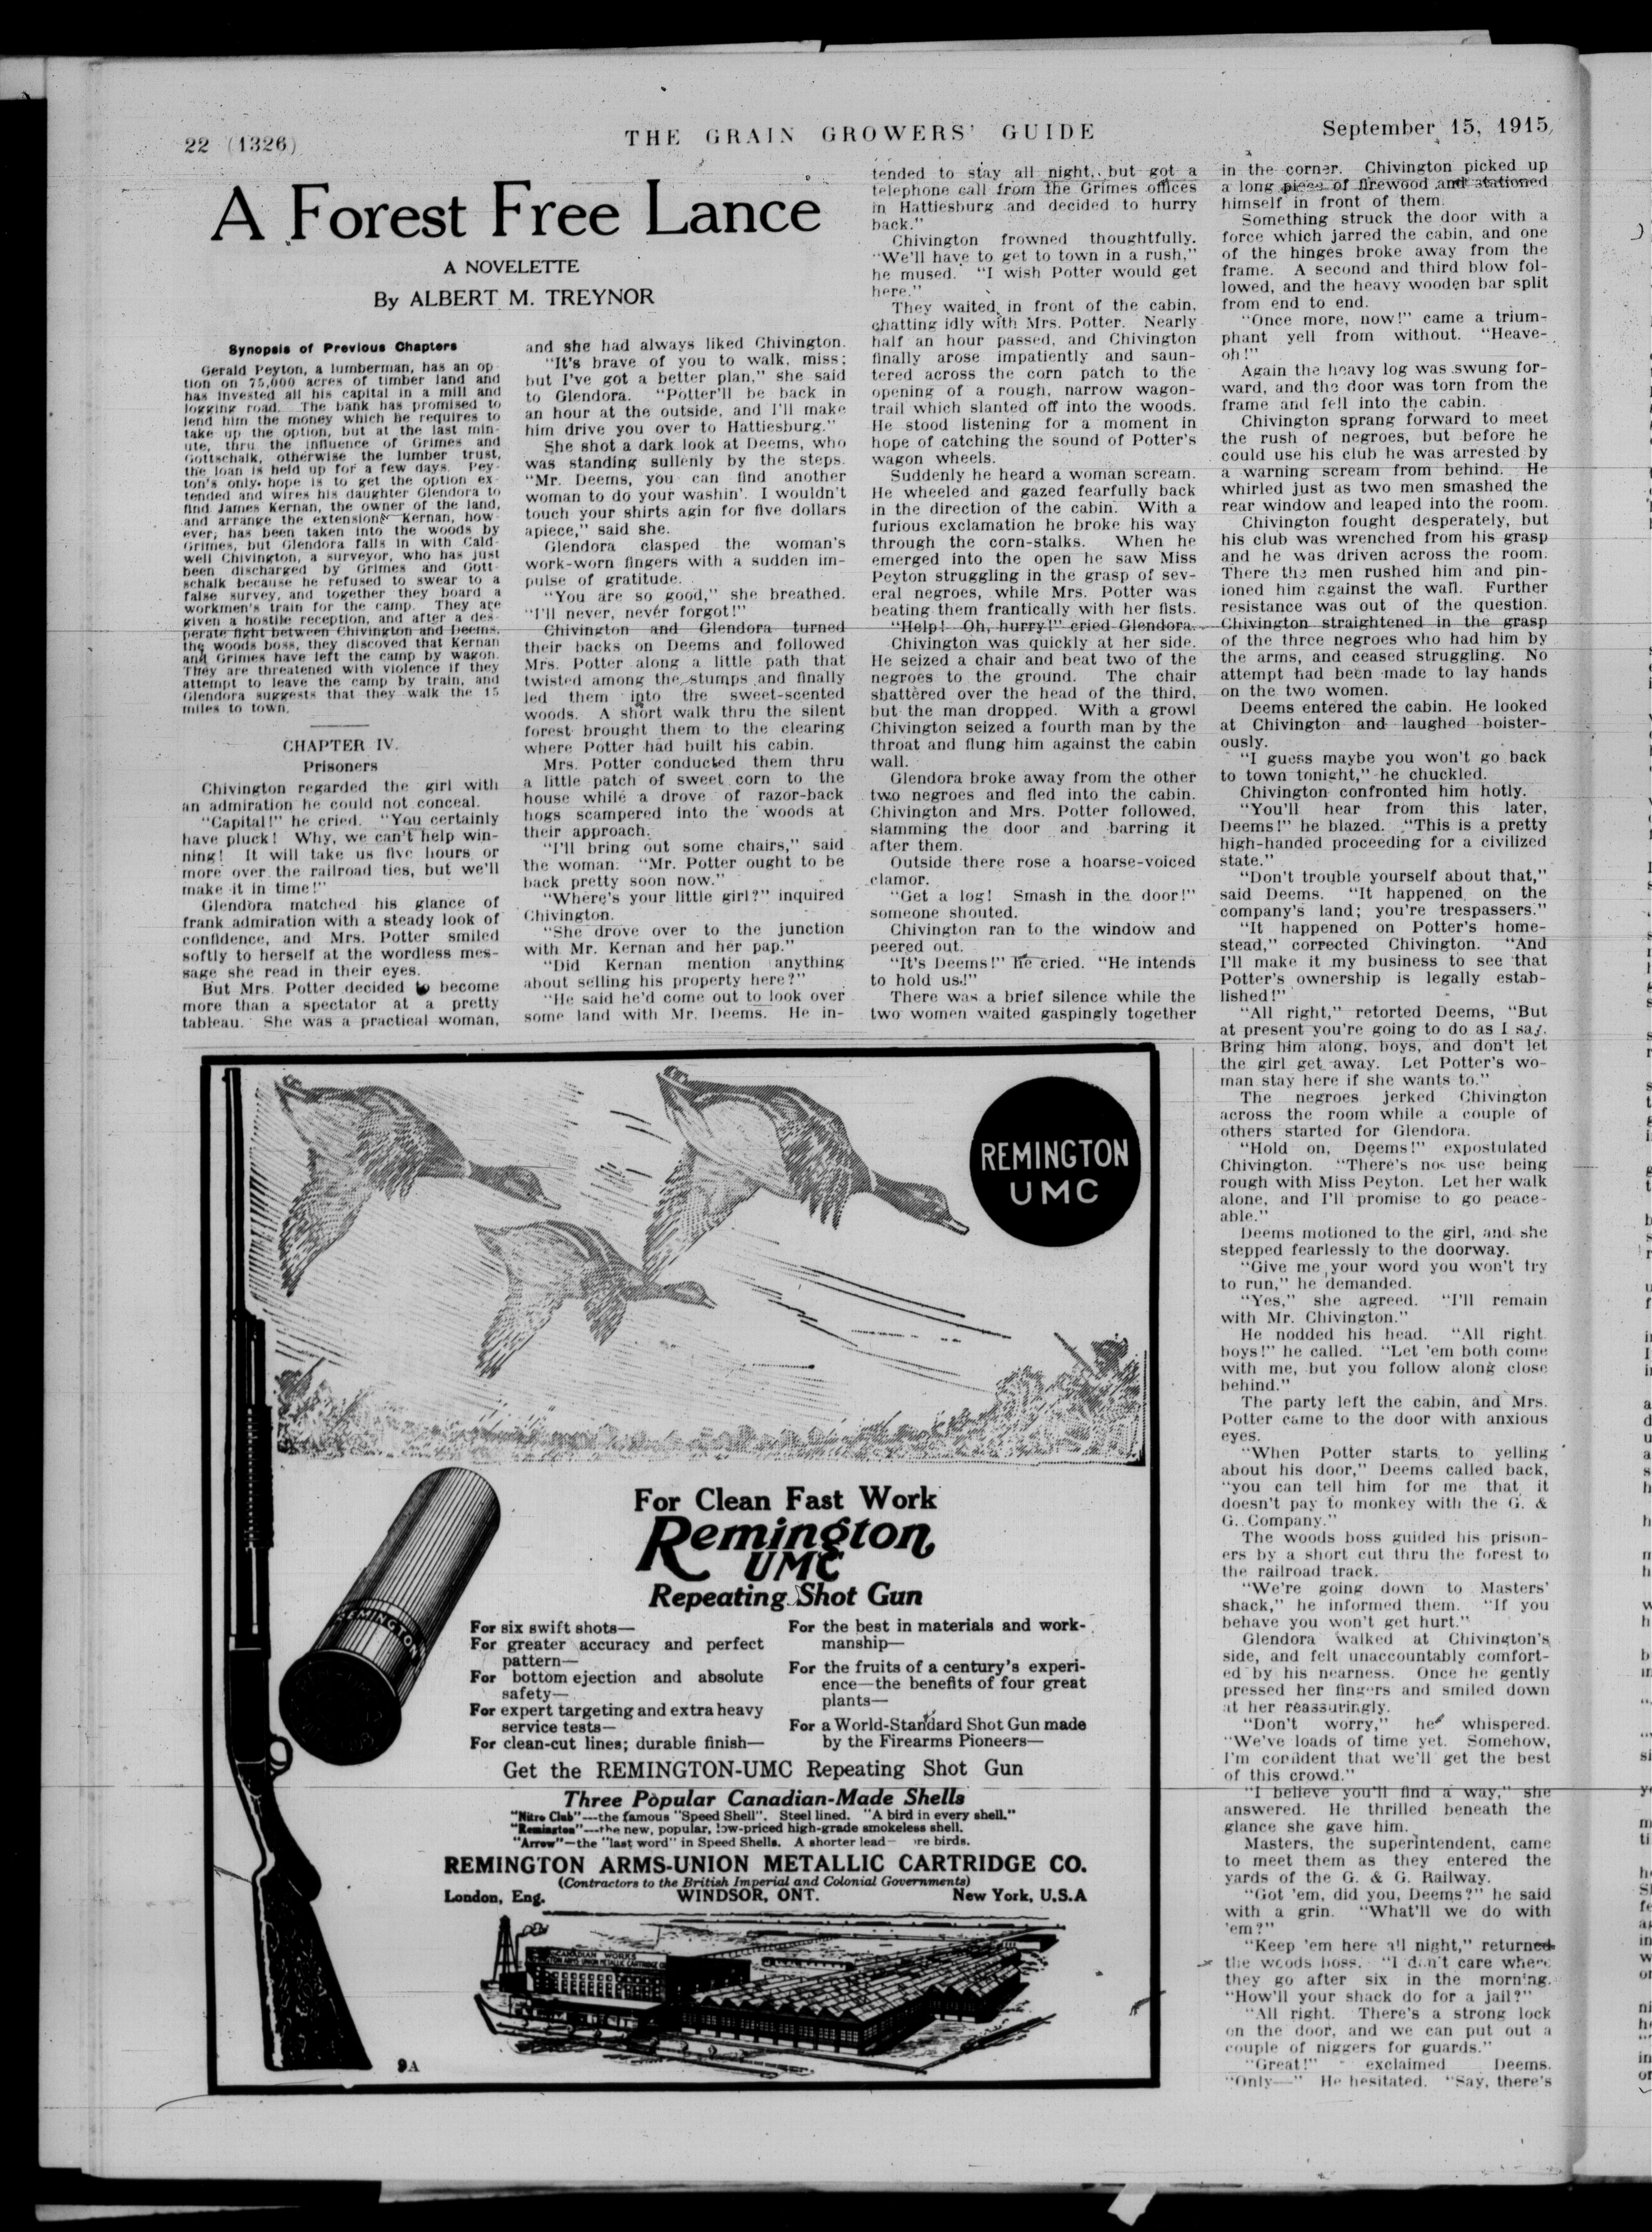 22 (1326)
THE GRAIN GROWERS' GUIDE
September 15, 1915
A Forest Free Lance
A NOVELETTE
By ALBERT M. TREYNOR
Synopsis of Previous Chapters
Gerald Peyton, a lumberman, has an op-
tion on 75,000 acres of timber land and
has invested all his capital in a mill and
logging road. The bank has promised to
lend him the money which he requires to
take up the option, but at the last min-
ute, thru the influence of Grimes and
Gottschalk, otherwise the lumber trust,
the loan is held up for a few days. Pey-
ton's only hope is to get the option ex-
tended and wires his daughter Glendora to
find James Kernan, the owner of the land,
and arrange the extension. Kernan, how-
ever, has been taken into the woods by
Grimes, but Glendora falls in with Cald-
well Chivington, a surveyor, who has just
been discharged by Grimes and Gott-
schalk because he refused to swear to a
false survey, and together they board a
workmen's train for the camp. They are
given a hostile reception, and after a des-
perate fight between Chivington and Deems,
the woods boss, they discoved that Kernan
and Grimes have left the camp by wagon.
They are threatened with violence if they
attempt to leave the camp by train, and
Glendora suggests that they walk the 15
miles to town.
CHAPTER IV.
Prisoners
Chivington regarded the girl with
an admiration he could not conceal.
"Capital!" he cried. "You certainly
have pluck! Why, we can't help win-
ning! It will take us five hours or
more over the railroad ties, but we'll
make it in time!"
Glendora matched his glance of
frank admiration with a steady look of
confidence, and Mrs. Potter smiled
softly to herself at the wordless mes-
sage she read in their eyes.
But Mrs. Potter decided to become
more than a spectator at a pretty
tableau. She was a practical woman,
and she had always liked Chivington.
"It's brave of you to walk, miss;
but I've got a better plan," she said
to Glendora. "Potter'll be back in
an hour at the outside, and I'll make
him drive you over to Hattiesburg."
She shot a dark look at Deems, who
was standing sullenly by the steps.
"Mr. Deems, you can find another
woman to do your washin'. I wouldn't
touch your shirts agin for five dollars
apiece," said she.
Glendora clasped the woman's
work-worn fingers with a sudden im-
pulse of gratitude.
"You are so good," she breathed.
"I'll never, never forgot!"
Chivington and Glendora turned
their backs on Deems and followed
Mrs. Potter along a little path that
twisted among the stumps and finally
led them into the sweet-scented
woods. A short walk thru the silent
forest brought them to the clearing
where Potter had built his cabin.
Mrs. Potter conducted them thru
a little patch of sweet corn to the
house while a drove of razor-back
hogs scampered into the woods at
their approach.
"I'll bring out some chairs," said
the woman. "Mr. Potter ought to be
back pretty soon now."
"Where's your little girl?" inquired
Chivington.
"She drove over to the junction
with Mr. Kernan and her pap."
"Did Kernan mention anything
about selling his property here?"
"He said he'd come out to look over
some land with Mr. Deems. He in-
tended to stay all night, but got a
telephone call from the Grimes offices
in Hattiesburg and decided to hurry
back."
Chivington frowned thoughtfully.
"We'll have to get to town in a rush,"
he mused. "I wish Potter would get
here."
They waited in front of the cabin,
chatting idly with Mrs. Potter. Nearly
half an hour passed, and Chivington
finally arose impatiently and saun-
tered across the corn patch to the
opening of a rough, narrow wagon-
trail which slanted off into the woods.
He stood listening for a moment in
hope of catching the sound of Potter's
wagon wheels.
Suddenly he heard a woman scream.
He wheeled and gazed fearfully back
in the direction of the cabin. With a
furious exclamation he broke his way
through the corn-stalks. When he
emerged into the open he saw Miss
Peyton struggling in the grasp of sev-
eral negroes, while Mrs. Potter was
beating them frantically with her fists.
"Help! Oh, hurry!" cried Glendora.
Chivington was quickly at her side.
He seized a chair and beat two of the
negroes to the ground. The chair
shattered over the head of the third,
but the man dropped. With a growl
Chivington seized a fourth man by the
throat and flung him against the cabin
wall.
Glendora broke away from the other
two negroes and fled into the cabin.
Chivington and Mrs. Potter followed,
slamming the door and barring it
after them.
Outside there rose a hoarse-voiced
clamor.
"Get a log! Smash in the door!"
someone shouted.
Chivington ran to the window and
peered out.
"It's Deems!" he cried. "He intends
to hold us!"
There was a brief silence while the
two women waited gaspingly together
in the corner. Chivington picked up
a long piece of firewood and stationed
himself in front of them.
Something struck the door with a
force which jarred the cabin, and one
of the hinges broke away from the
frame. A second and third blow fol-
lowed, and the heavy wooden bar split
from end to end.
"Once more, now!" came a trium-
phant yell from without. "Heave-
oh!"
Again the heavy log was swung for-
ward, and the door was torn from the
frame and fell into the cabin.
Chivington sprang forward to meet
the rush of negroes, but before he
could use his club he was arrested by
a warning scream from behind. He
whirled just as two men smashed the
rear window and leaped into the room.
Chivington fought desperately, but
his club was wrenched from his grasp
and he was driven across the room.
There the men rushed him and pin-
ioned him against the wall. Further
resistance was out of the question.
Chivington straightened in the grasp
of the three negroes who had him by
the arms, and ceased struggling. No
attempt had been made to lay hands
on the two women.
Deems entered the cabin. He looked
at Chivington and laughed boister-
ously.
"I guess maybe you won't go back
to town tonight," he chuckled.
Chivington confronted him hotly.
"You'll hear from this later,
Deems!" he blazed. "This is a pretty
high-handed proceeding for a civilized
state."
"Don't trouble yourself about that,"
said Deems. "It happened on the
company's land; you're trespassers."
"It happened on Potter's home-
stead," corrected Chivington. "And
I'll make it my business to see that
Potter's ownership is legally estab-
lished!"
"All right," retorted Deems, "But
at present you're going to do as I say.
Bring him along, boys, and don't let
the girl get away. Let Potter's wo-
man stay here if she wants to."
The negroes jerked Chivington
across the room while a couple of
others started for Glendora.
"Hold on, Deems!" expostulated
Chivington. "There's no use being
rough with Miss Peyton. Let her walk
alone, and I'll promise to go peace-
able."
Deems motioned to the girl, and she
stepped fearlessly to the doorway.
"Give me your word you won't try
to run," he demanded.
"Yes," she agreed. "I'll remain
with Mr. Chivington."
He nodded his head. "All right
boys!" he called. "Let 'em both come
with me, but you follow along close
behind."
The party left the cabin, and Mrs.
Potter came to the door with anxious
eyes.
"When Potter starts to yelling
about his door," Deems called back,
"you can tell him for me that it
doesn't pay to monkey with the G. &
G. Company."
The woods boss guided his prison-
ers by a short cut thru the forest to
the railroad track.
"We're going down to Masters'
shack," he informed them. "If you
behave you won't get hurt."
Glendora walked at Chivington's
side, and felt unaccountably comfort-
ed by his nearness. Once he gently
pressed her fingers and smiled down
at her reassuringly.
"Don't worry," he whispered.
"We've loads of time yet. Somehow,
I'm confident that we'll get the best
of this crowd."
"I believe you'll find a way," she
answered. He thrilled beneath the
glance she gave him.
Masters, the superintendent, came
to meet them as they entered the
yards of the G. & G. Railway.
"Got 'em, did you, Deems?" he said
with a grin. "What'll we do with
'em?"
"Keep 'em here all night," returned
the woods boss. "I don't care where
they go after six in the morning.
"How'll your shack do for a jail?"
"All right. There's a strong lock
on the door, and we can put out a
couple of niggers for guards."
"Great!" exclaimed Deems.
"Only—" He hesitated. "Say, there's
REMINGTON
UMC
REMINGTON
For Clean Fast Work
Remington
UMC
Repeating Shot Gun
For six swift shots—
For greater accuracy and perfect
pattern—
For bottom ejection and absolute
safety—
For expert targeting and extra heavy
service tests—
For clean-cut lines; durable finish—
For the best in materials and work-
manship—
For the fruits of a century's experi-
ence—the benefits of four great
plants—
For a World-Standard Shot Gun made
by the Firearms Pioneers—
Get the REMINGTON-UMC Repeating Shot Gun
Three Popular Canadian-Made Shells
"Nitro Club"---the famous "Speed Shell". Steel lined. "A bird in every shell."
"Remington"---the new, popular, low-priced high-grade smokeless shell.
"Arrow"—the "last word" in Speed Shells. A shorter lead— re birds.
REMINGTON ARMS-UNION METALLIC CARTRIDGE CO.
(Contractors to the British Imperial and Colonial Governments)
London, Eng. WINDSOR, ONT. New York, U.S.A
CANADIAN WORKS
9A